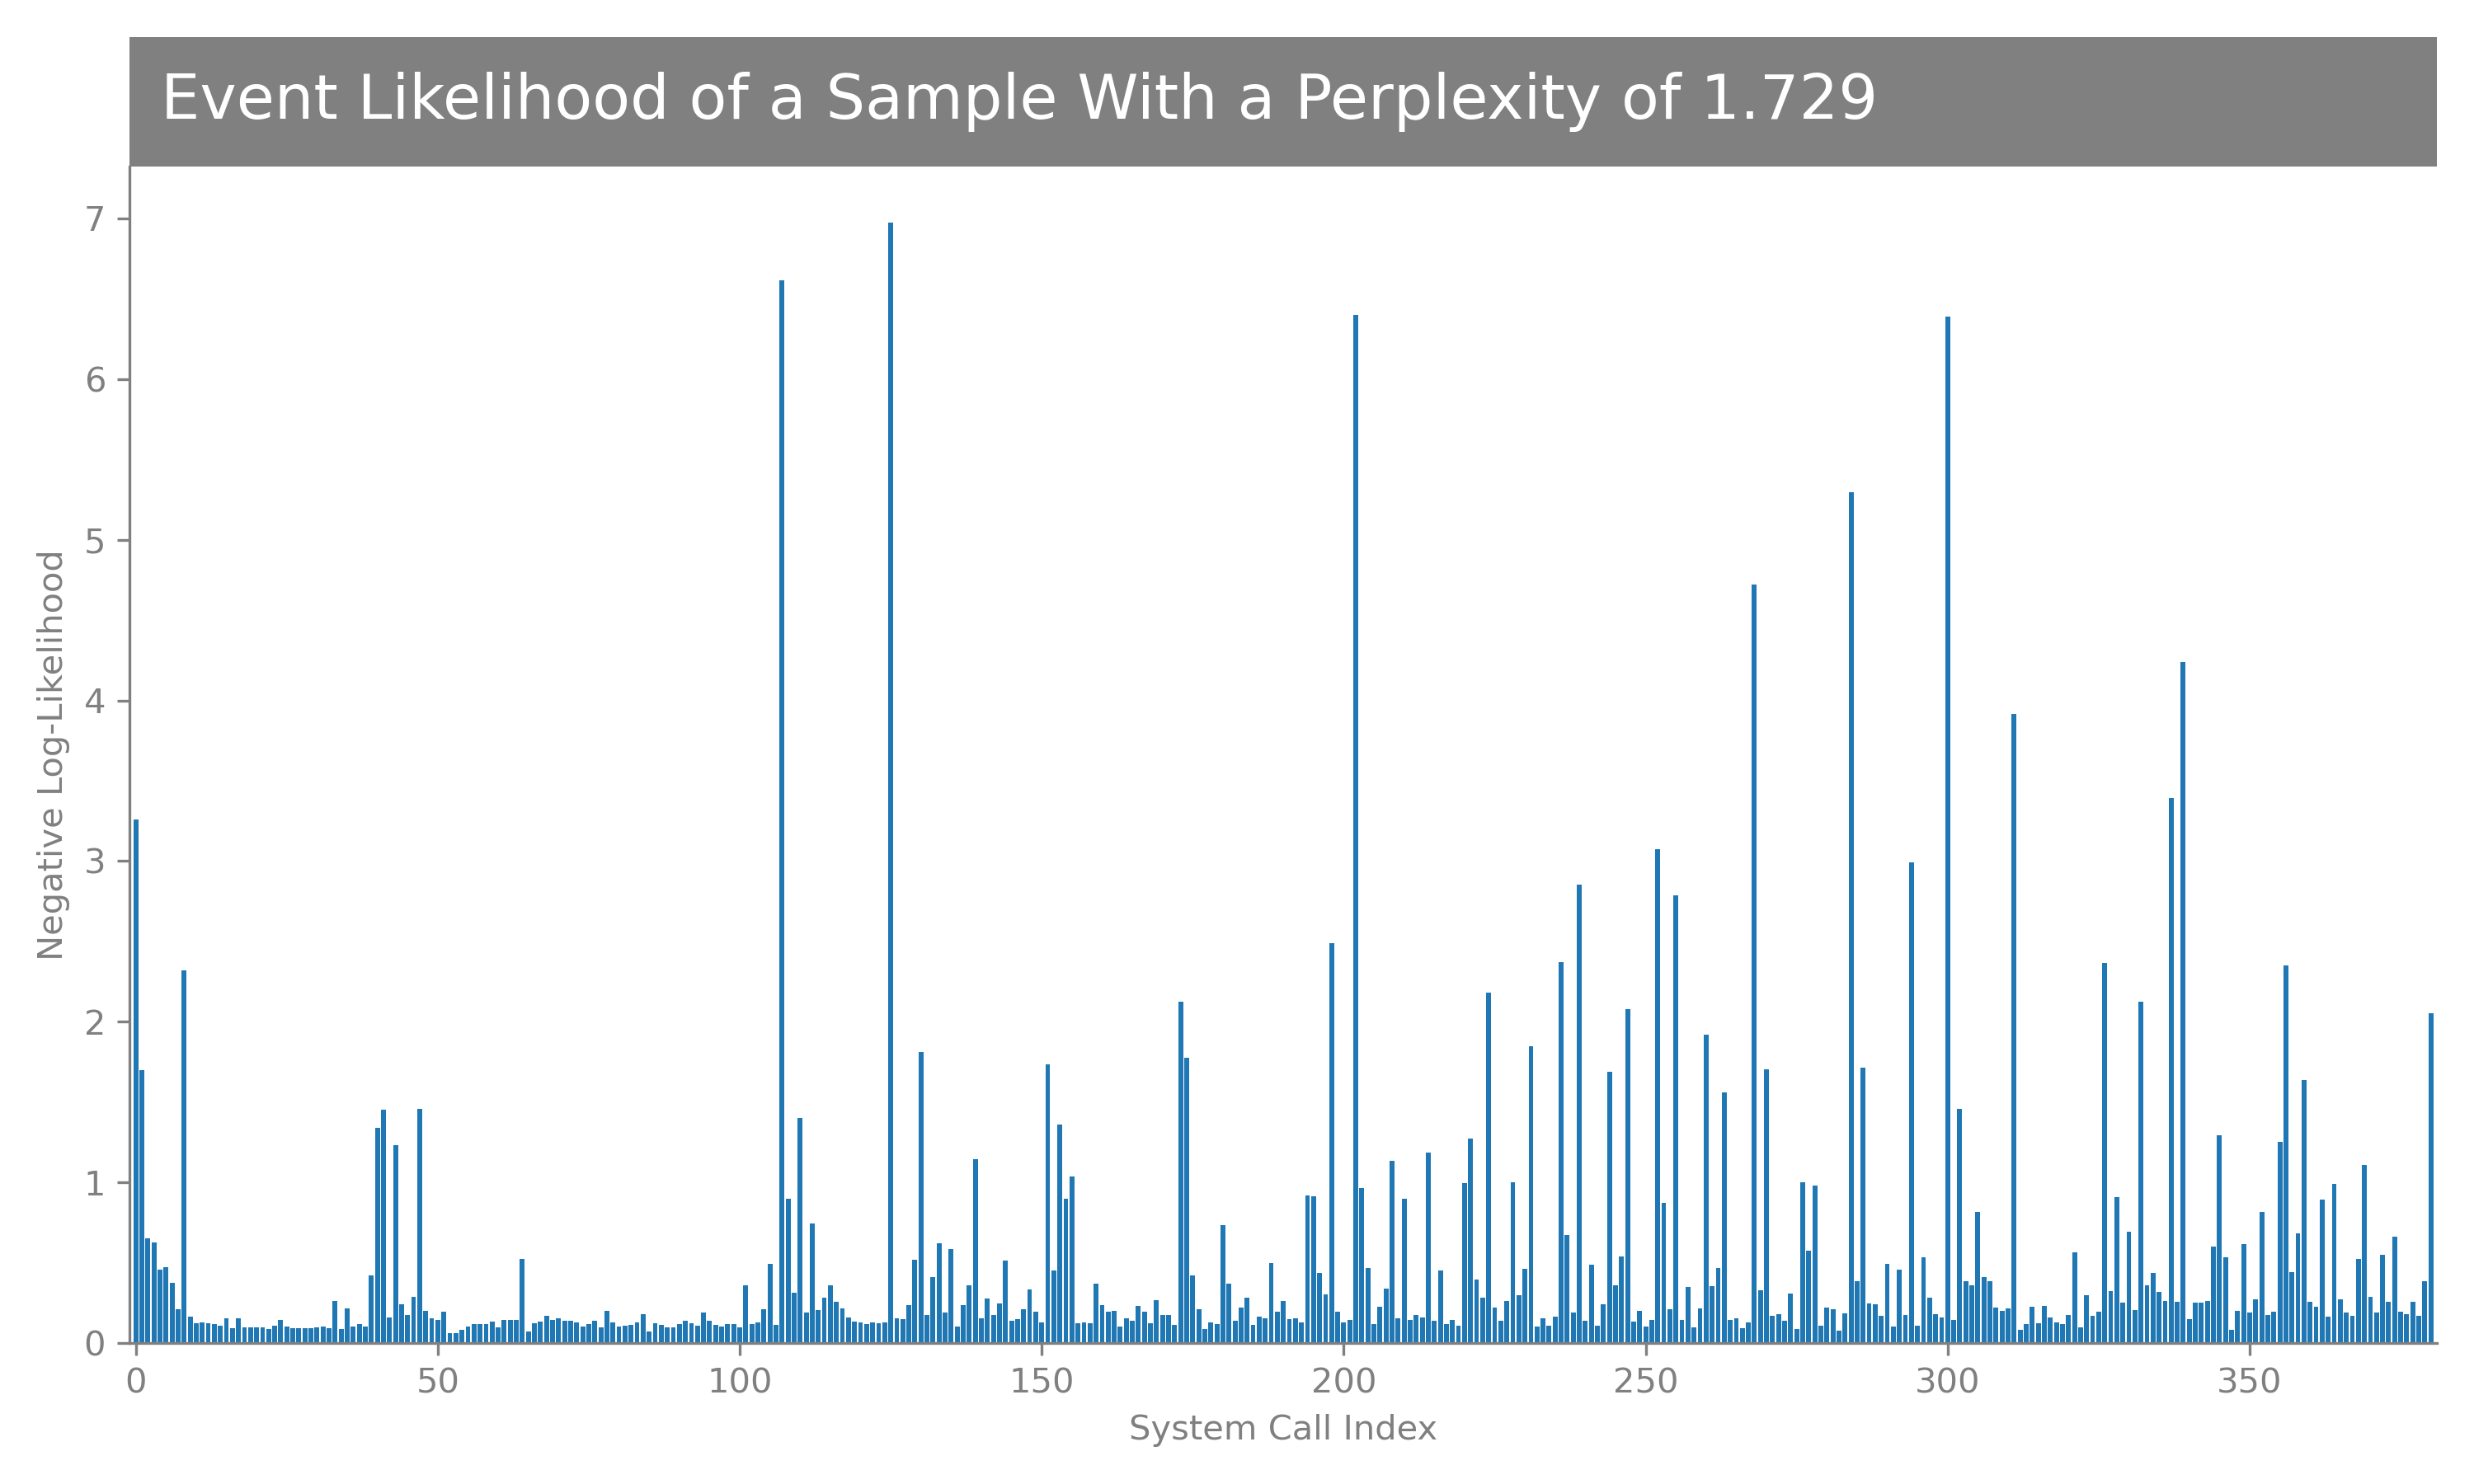 Event Likelihood of a Sample With a Perplexity of 1.729
7
6
5
4
3
2
1
0
Negative Log-Likelihood
0 50 100 150 200 250 300 350
System Call Index